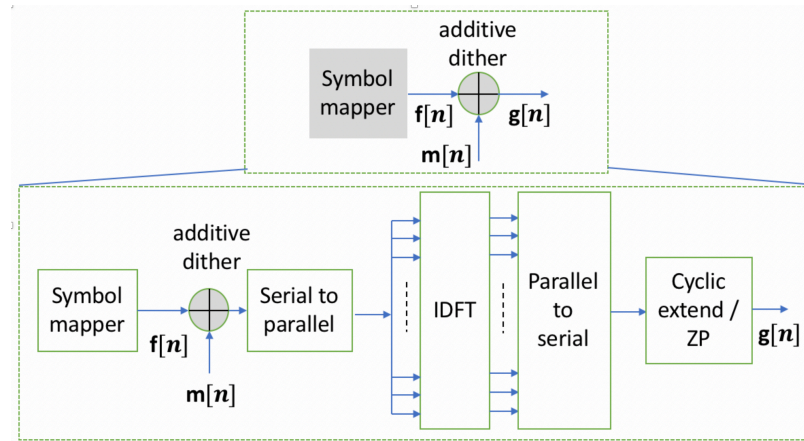 additive
dither
Symbol
mapper
f[n]
g[n]
m[n]
additive
dither
Symbol
mapper
f[n]
m[n]
Serial to
parallel
IDFT
Parallel
to
serial
Cyclic
extend /
ZP
g[n]